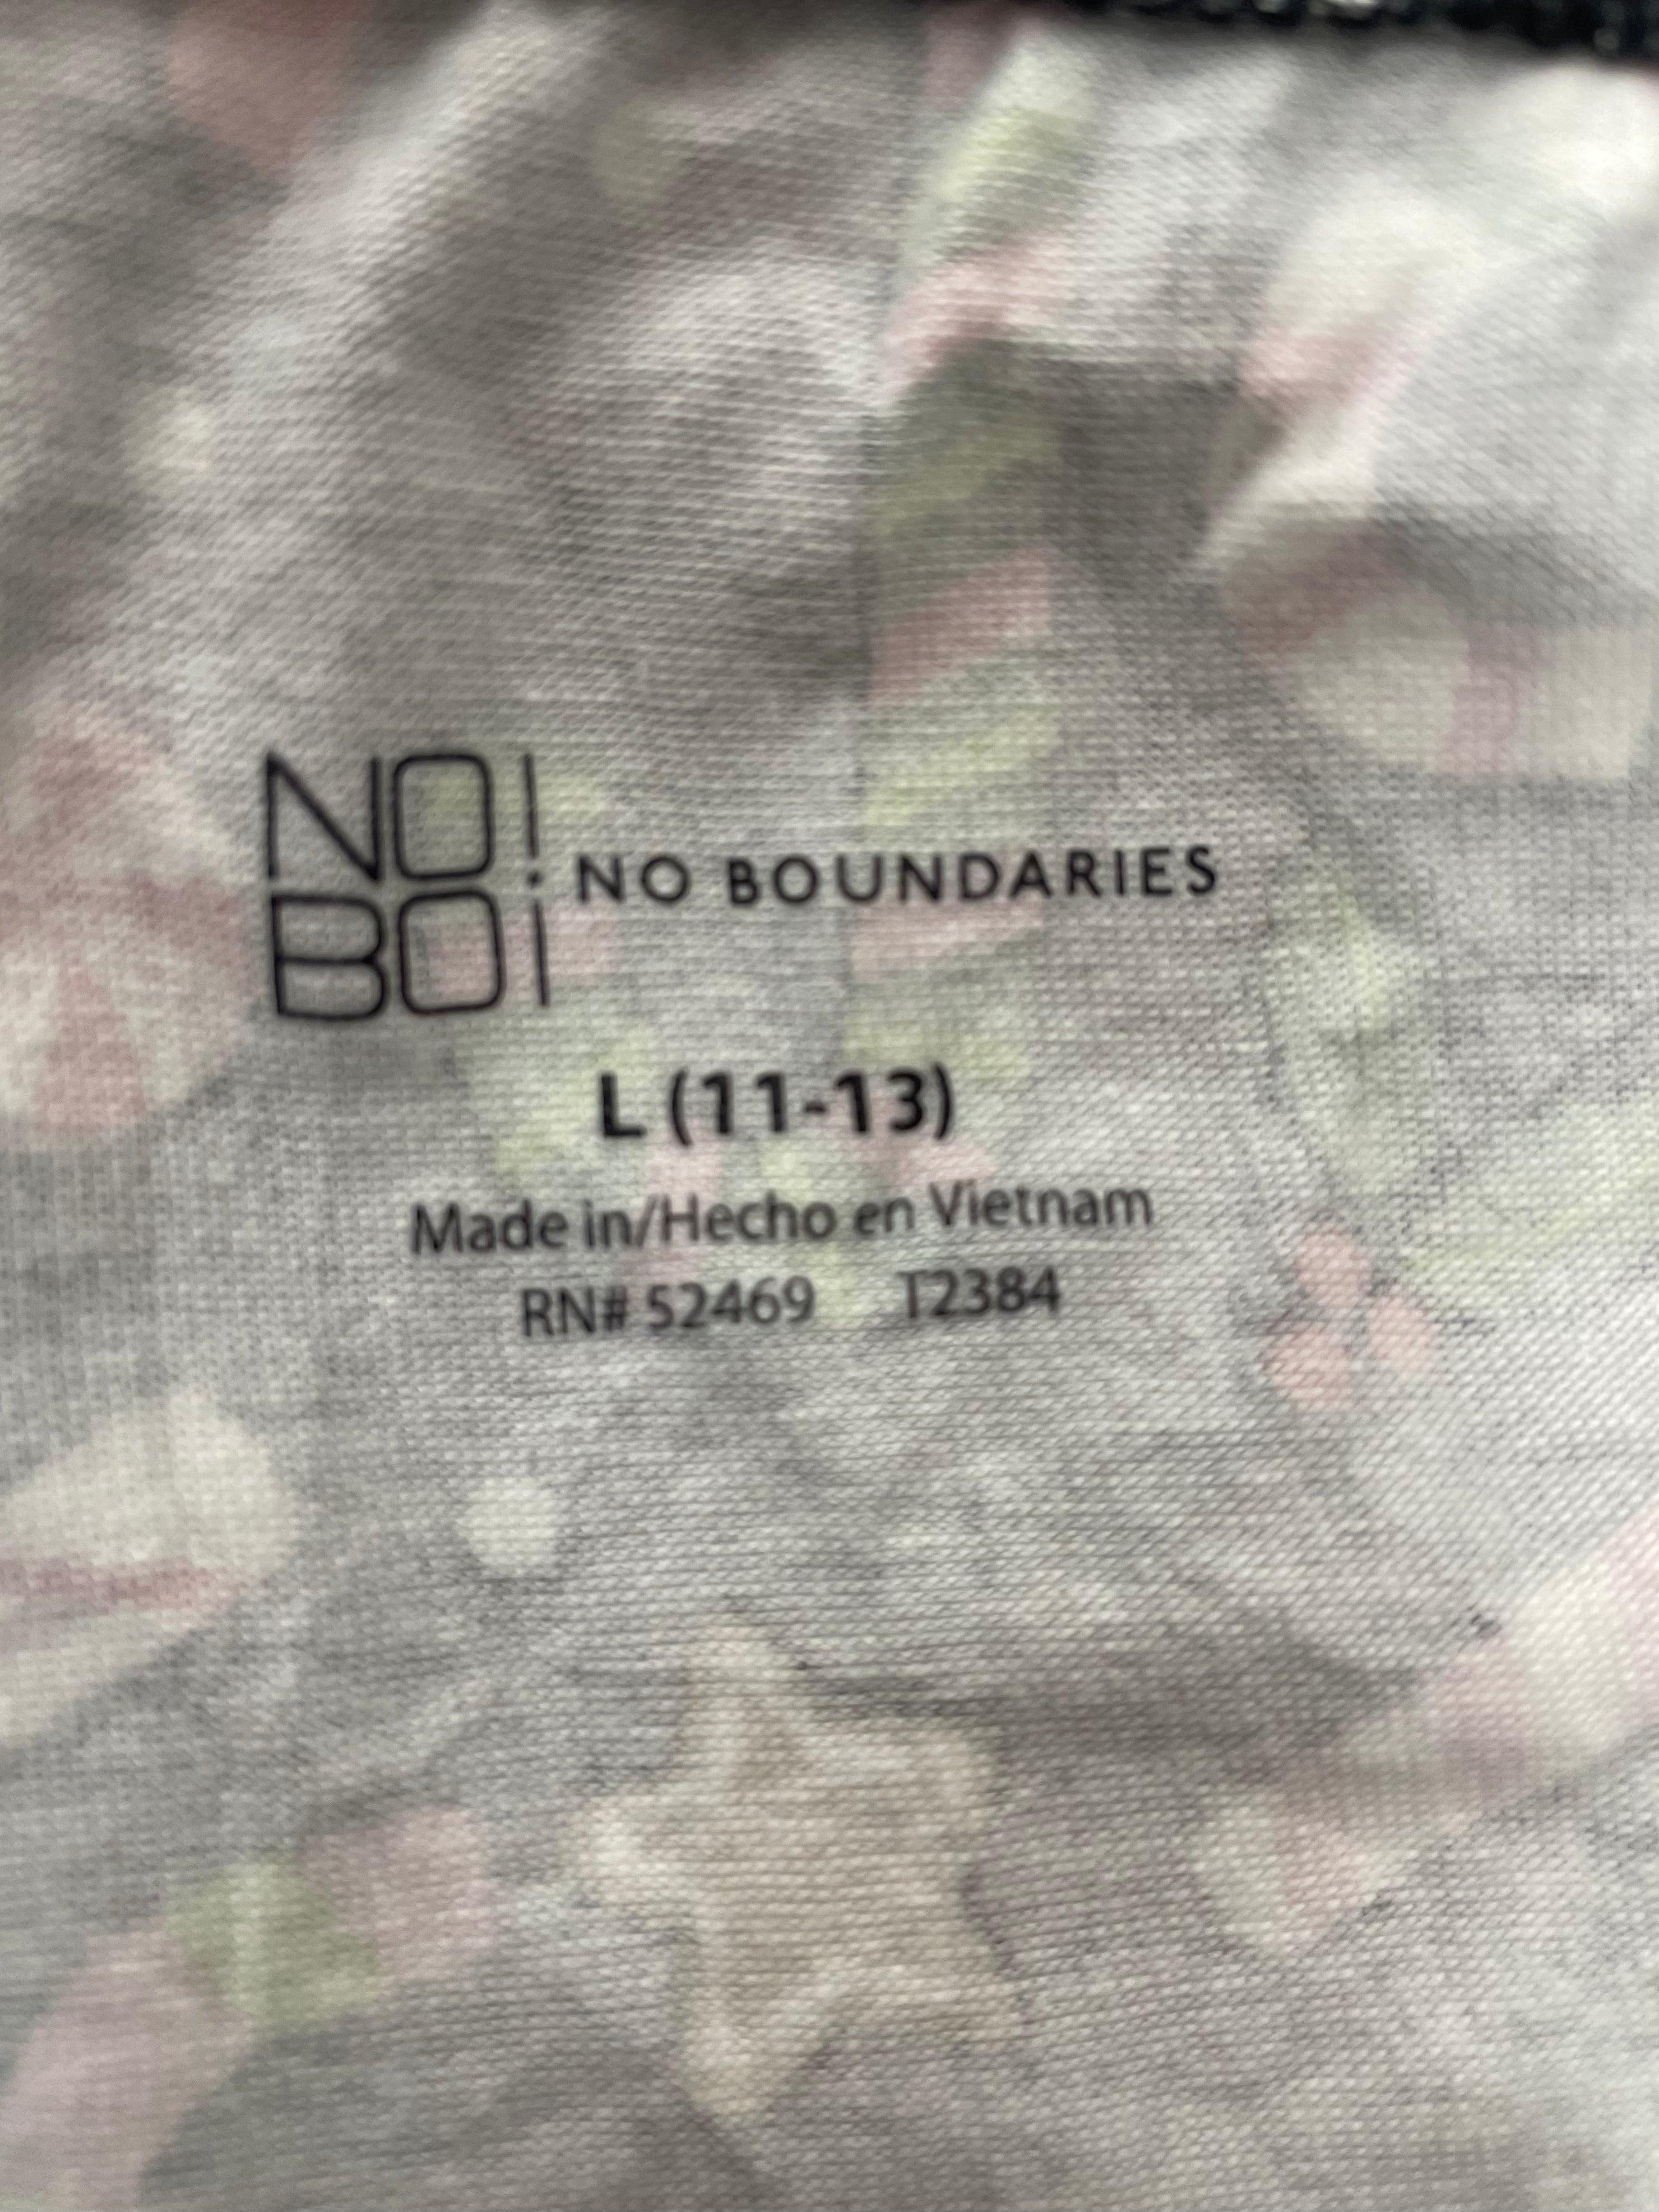 NO!
BO!
NO BOUNDARIES
L (11-13)
Made in/Hecho en Vietnam
RN# 52469 T2384